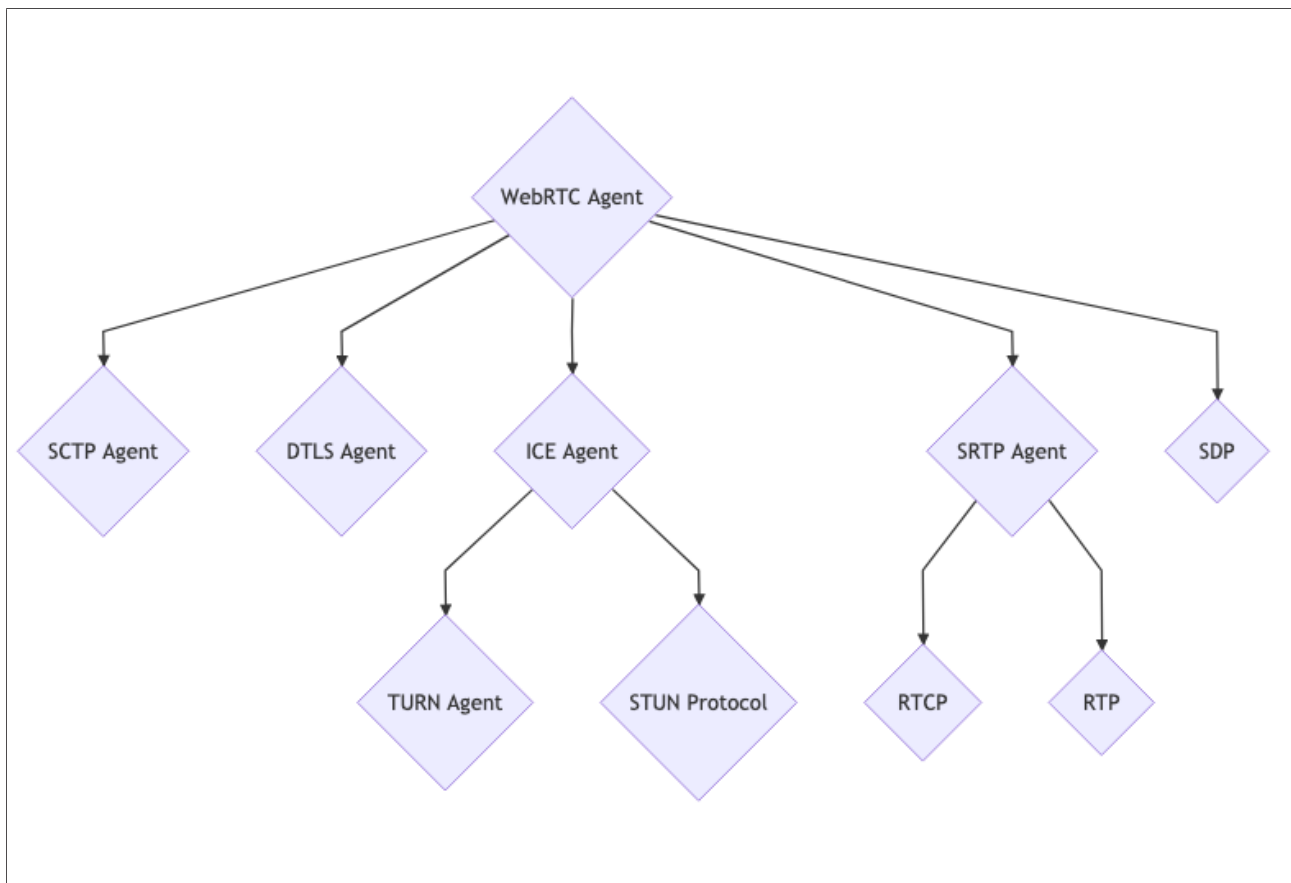 WebRTC Agent
SCTP Agent
DTLS Agent
ICE Agent
SRTP Agent
SDP
TURN Agent
STUN Protocol
RTCP
RTP